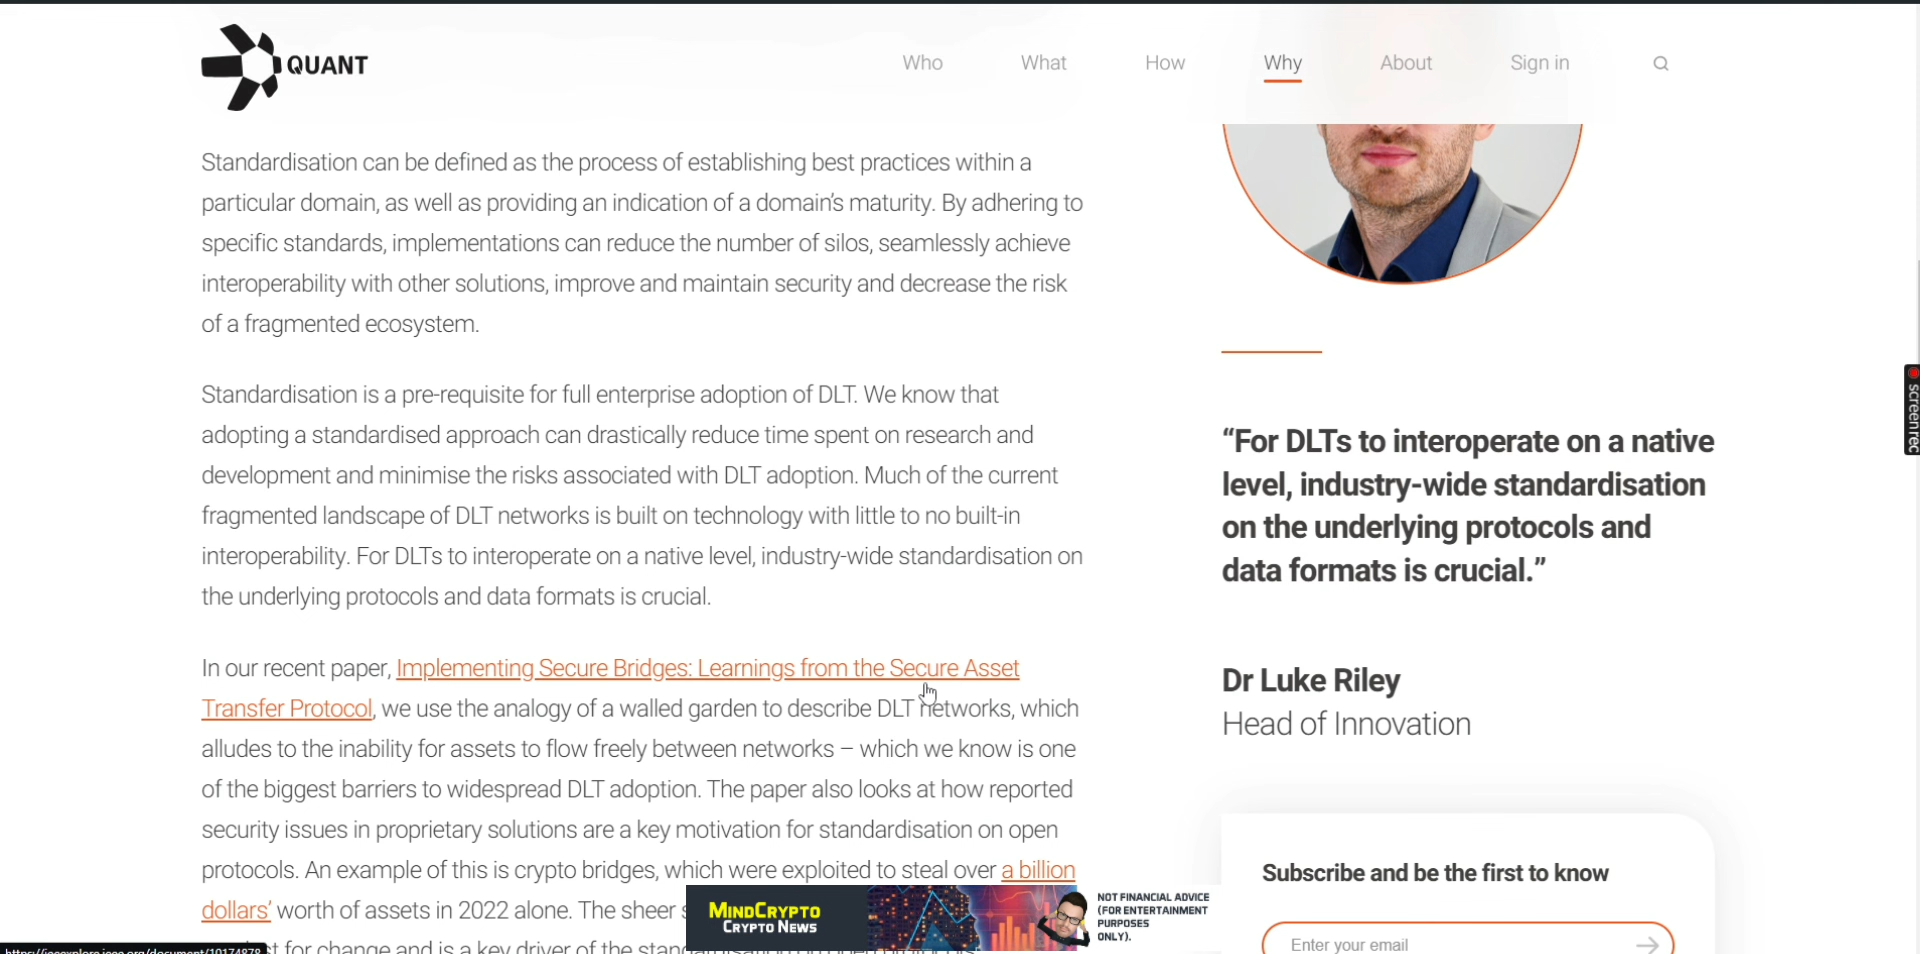 QUANT
Who
What
How
Why
About
Sign in
Standardisation can be defined as the process of establishing best practices within a
particular domain, as well as providing an indication of a domain's maturity. By adhering to
specific standards, implementations can reduce the number of silos, seamlessly achieve
interoperability with other solutions, improve and maintain security and decrease the risk
of a fragmented ecosystem.
Standardisation is a pre-requisite for full enterprise adoption of DLT. We know that
adopting a standardised approach can drastically reduce time spent on research and
development and minimise the risks associated with DLT adoption. Much of the current
fragmented landscape of DLT networks is built on technology with little to no built-in
interoperability. For DLTs to interoperate on a native level, industry-wide standardisation on
the underlying protocols and data formats is crucial.
In our recent paper, Implementing Secure Bridges: Learnings from the Secure Asset
Transfer Protocol, we use the analogy of a walled garden to describe DLT networks, which
alludes to the inability for assets to flow freely between networks – which we know is one
of the biggest barriers to widespread DLT adoption. The paper also looks at how reported
security issues in proprietary solutions are a key motivation for standardisation on open
protocols. An example of this is crypto bridges, which were exploited to steal over a billion
dollars' worth of assets in 2022 alone. The sheer
for change and is a key driver of the
“For DLTs to interoperate on a native
level, industry-wide standardisation
on the underlying protocols and
data formats is crucial.”
Dr Luke Riley
Head of Innovation
Subscribe and be the first to know
Enter your email
MINDCRYPTO
CRYPTO NEWS
NOT FINANCIAL ADVICE
(FOR ENTERTAINMENT
PURPOSES
ONLY).
screen rec